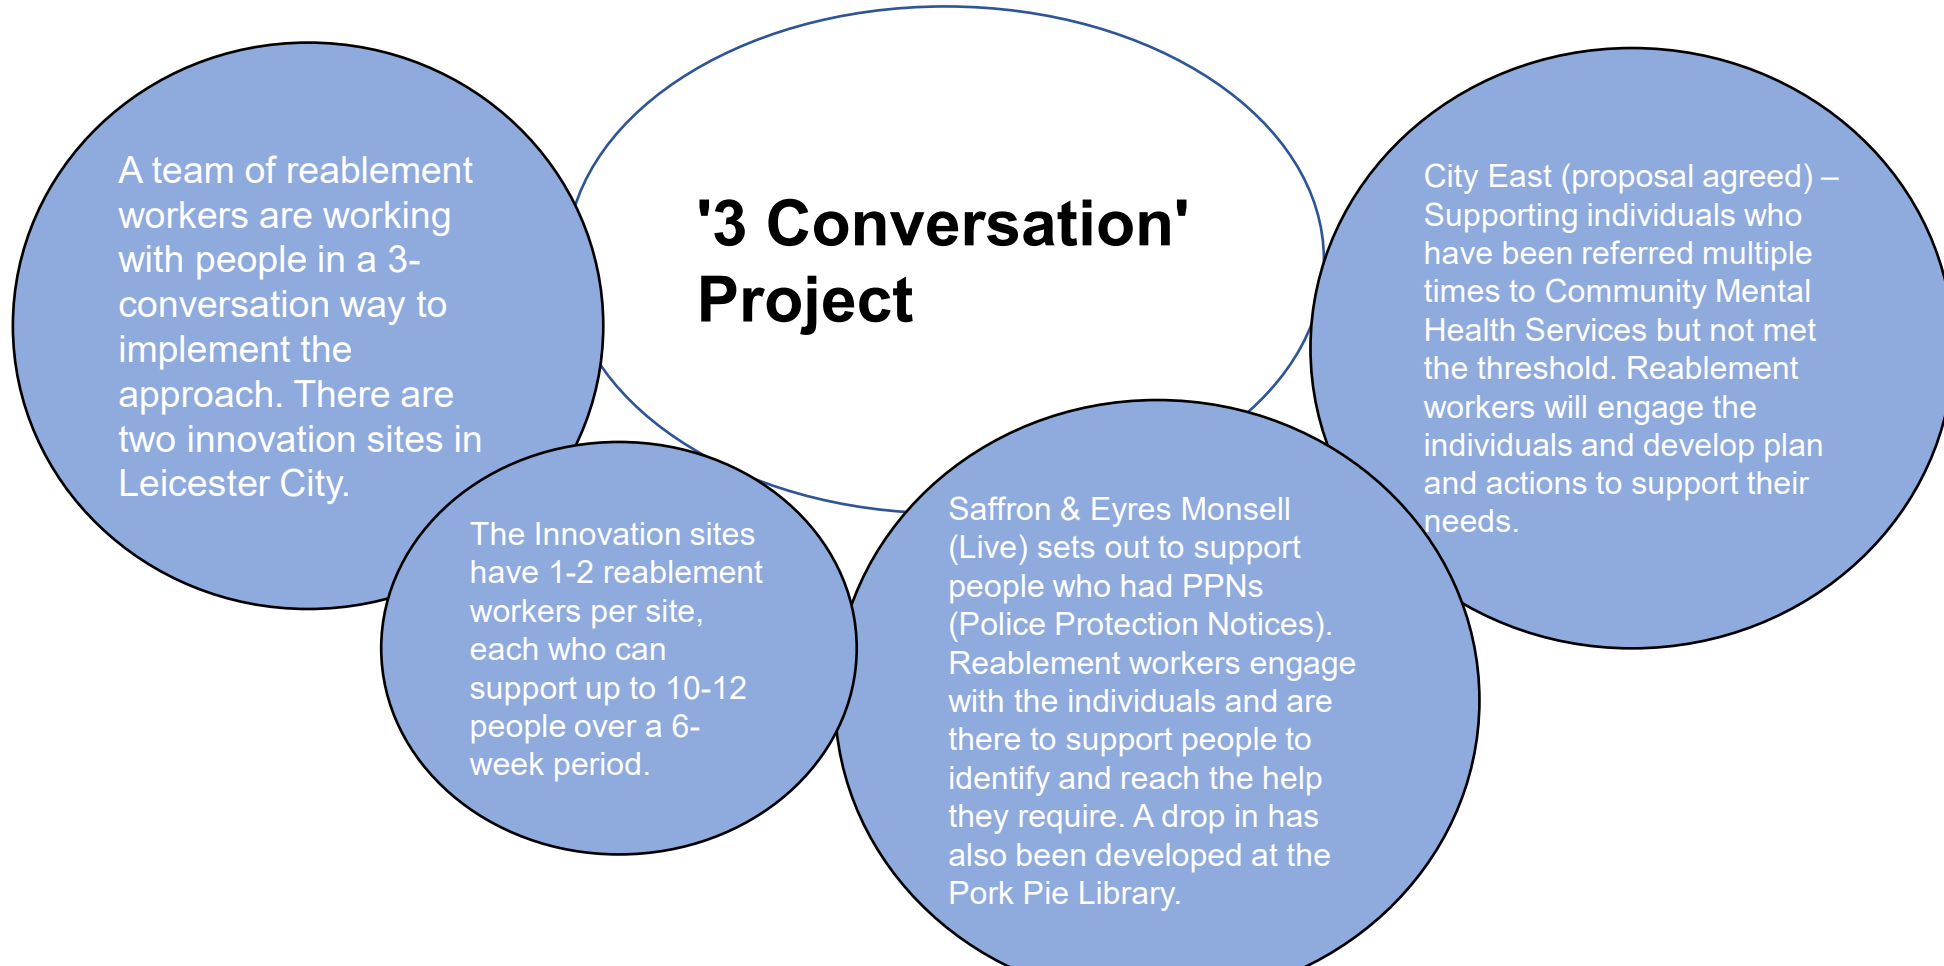 '3 Conversation'
Project
A team of reablement
workers are working
with people in a 3-
conversation way to
implement the
approach. There are
two innovation sites in
Leicester City.
The Innovation sites
have 1-2 reablement
workers per site,
each who can
support up to 10-12
people over a 6-
week period.
Saffron & Eyres Monsell
(Live) sets out to support
people who had PPNs
(Police Protection Notices).
Reablement workers engage
with the individuals and are
there to support people to
identify and reach the help
they require. A drop in has
also been developed at the
Pork Pie Library.
City East (proposal agreed) –
Supporting individuals who
have been referred multiple
times to Community Mental
Health Services but not met
the threshold. Reablement
workers will engage the
individuals and develop plan
and actions to support their
needs.